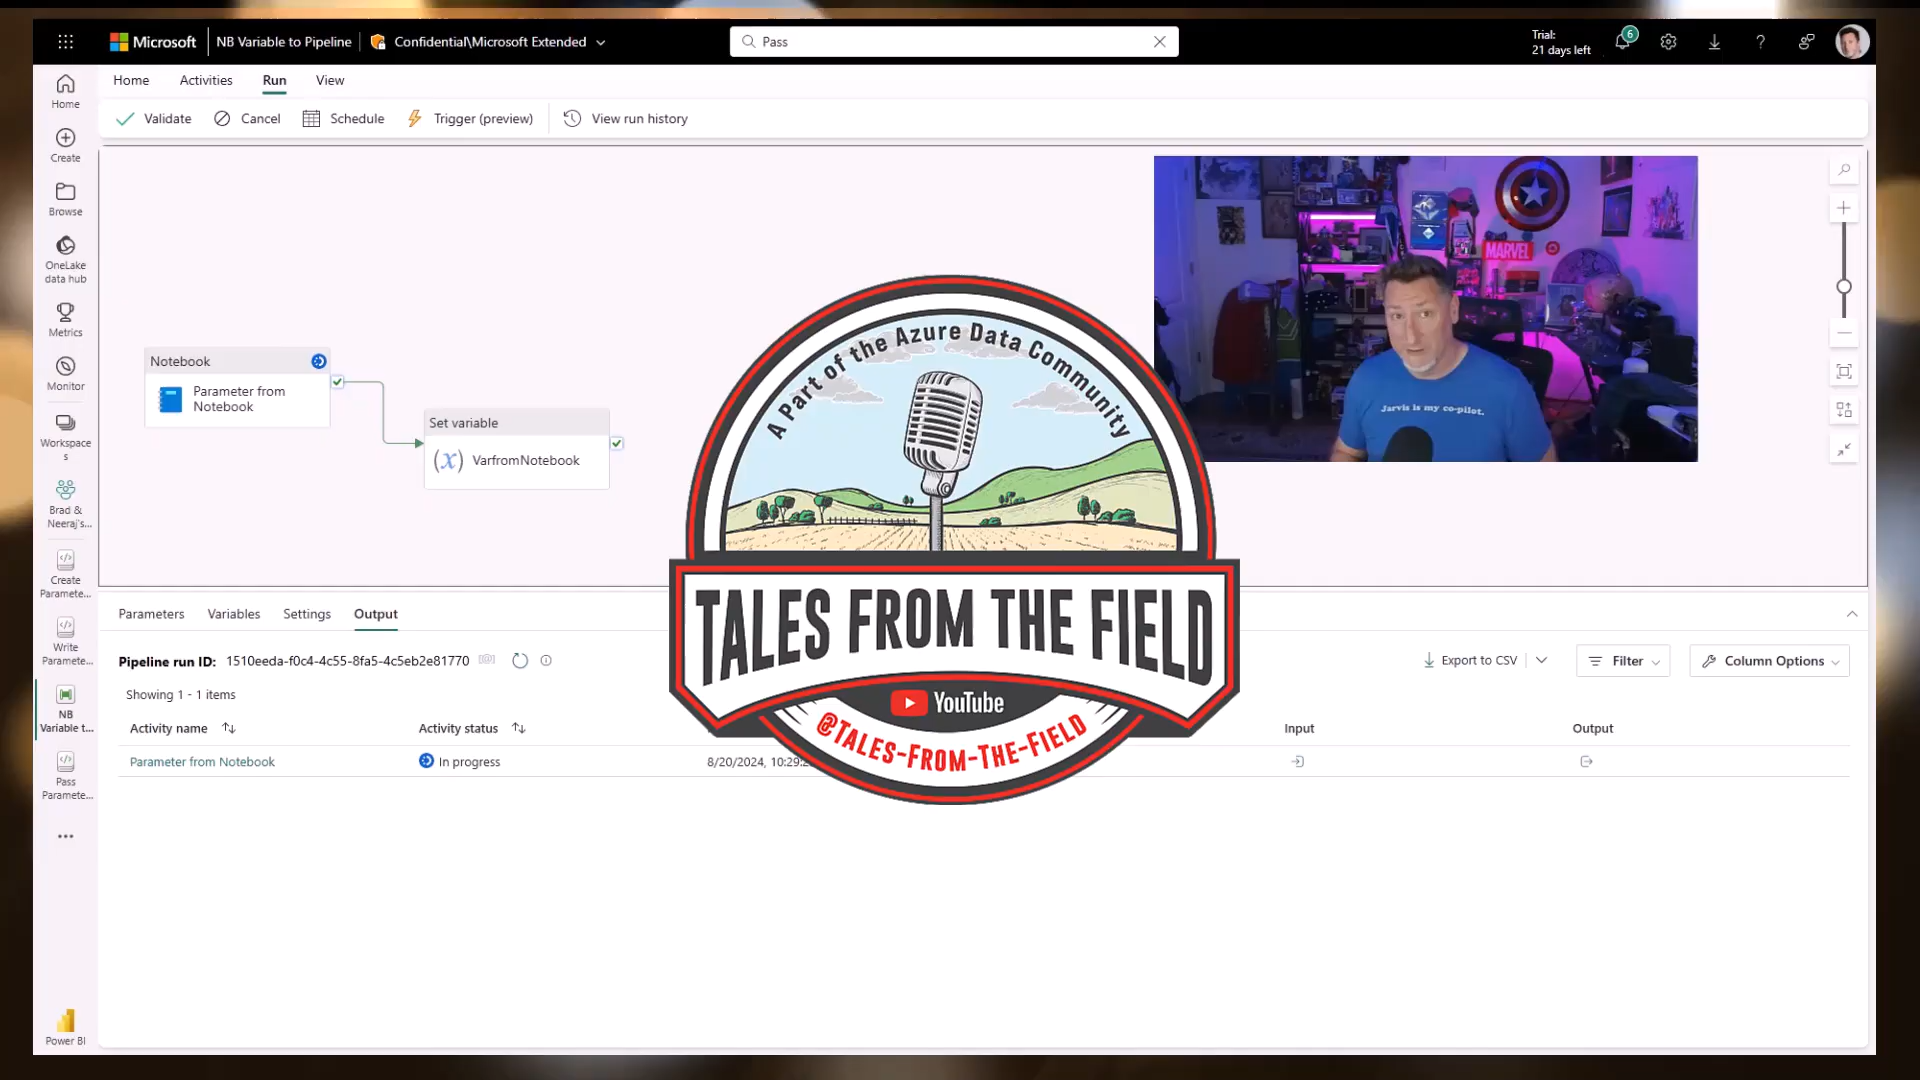 Microsoft
NB Variable to Pipeline
Confidential\Microsoft Extended
Pass
Trial:
21 days left
6
Home
Activities
Run
View
Validate
Cancel
Schedule
Trigger (preview)
View run history
Home
Create
Browse
OneLake
data hub
Metrics
Monitor
Workspace
s
Brad &
Neeraj's...
Create
Paramete...
Write
Paramete...
NB
Variable t...
Pass
Paramete...
Power BI
Notebook
Parameter from
Notebook
Set variable
(x) VarfromNotebook
MARVEL
Jarvis is my co-pilot.
A Part of the Azure Data Community
TALES FROM THE FIELD
YouTube
@TALES-FROM-THE-FIELD
Parameters
Variables
Settings
Output
Pipeline run ID: 1510eeda-f0c4-4c55-8fa5-4c5eb2e81770
Export to CSV
Filter
Column Options
Showing 1 - 1 items
Activity name
Activity status
Input
Output
Parameter from Notebook
In progress
8/20/2024, 10:29: